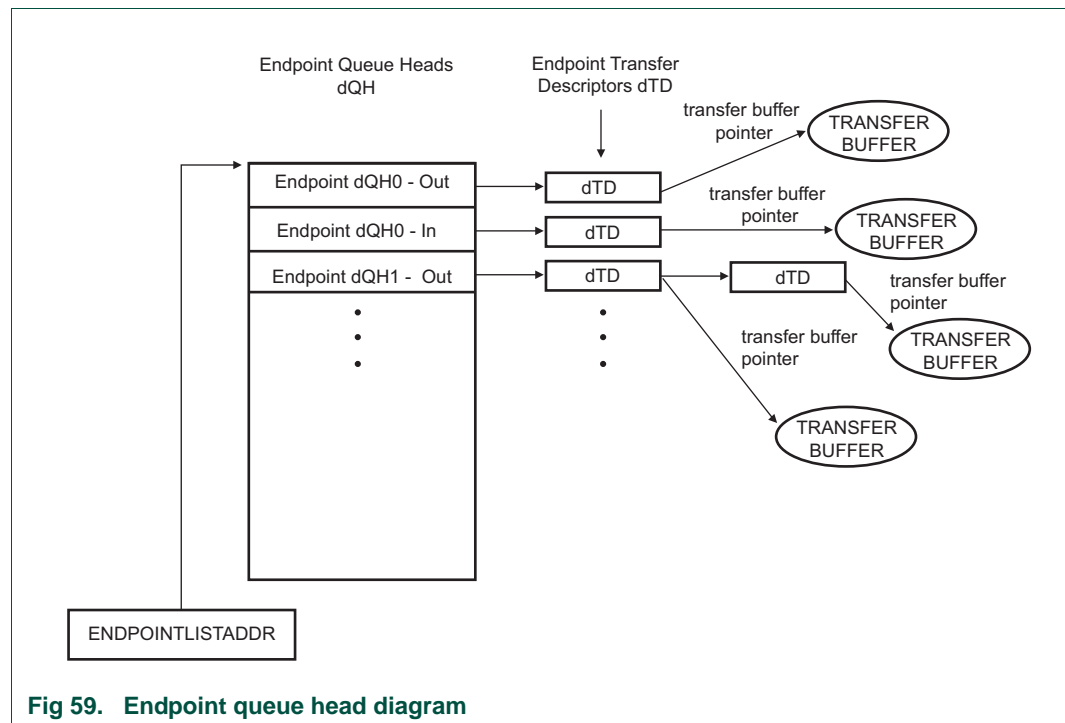 Endpoint Queue Heads
dQH
Endpoint Transfer
Descriptors dTD
transfer buffer
pointer
TRANSFER
BUFFER
Endpoint dQH0 - Out
dTD
Endpoint dQH0 - In
dTD
transfer buffer
pointer
TRANSFER
BUFFER
Endpoint dQH1 - Out
dTD
dTD
transfer buffer
pointer
TRANSFER
BUFFER
transfer buffer
pointer
TRANSFER
BUFFER
ENDPOINTLISTADDR
Fig 59. Endpoint queue head diagram